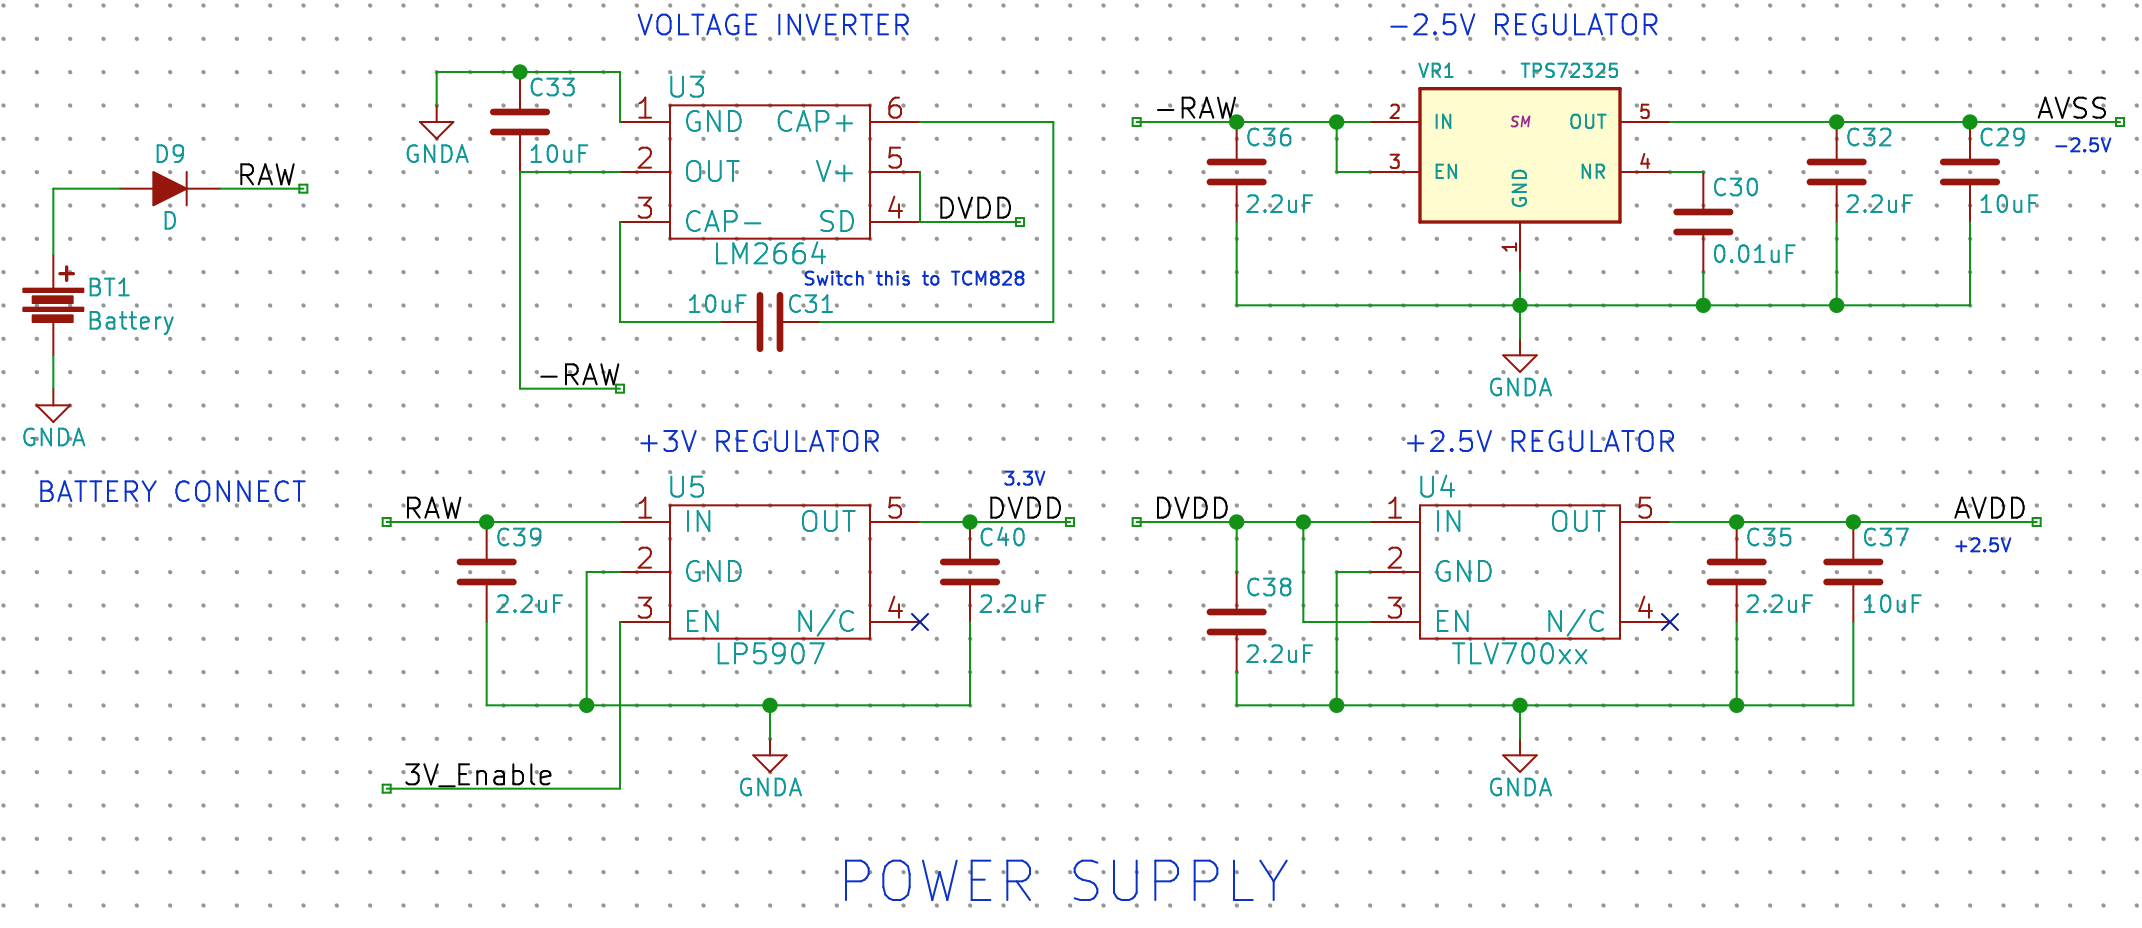 VOLTAGE INVERTER
U3
C33
10uF
GNDA
1
GND
2
OUT
3
CAP-
CAP+
6
V+
5
SD
4
DVDD
LM2664
Switch this to TCM828
10uF
C31
-RAW
D9
D
RAW
+
BT1
Battery
GNDA
BATTERY CONNECT
-2.5V REGULATOR
VR1
TPS72325
-RAW
C36
2.2uF
2
IN
3
EN
SM
GND
1
OUT
5
NR
4
C30
0.01uF
C32
2.2uF
C29
10uF
AVSS
-2.5V
GNDA
+3V REGULATOR
U5
RAW
C39
2.2uF
1
IN
2
GND
3
EN
OUT
5
N/C
4
LP5907
3.3V
DVDD
C40
2.2uF
3V_Enable
GNDA
+2.5V REGULATOR
U4
DVDD
C38
2.2uF
1
IN
2
GND
3
EN
OUT
5
N/C
4
TLV700xx
C35
2.2uF
C37
10uF
AVDD
+2.5V
GNDA
POWER SUPPLY